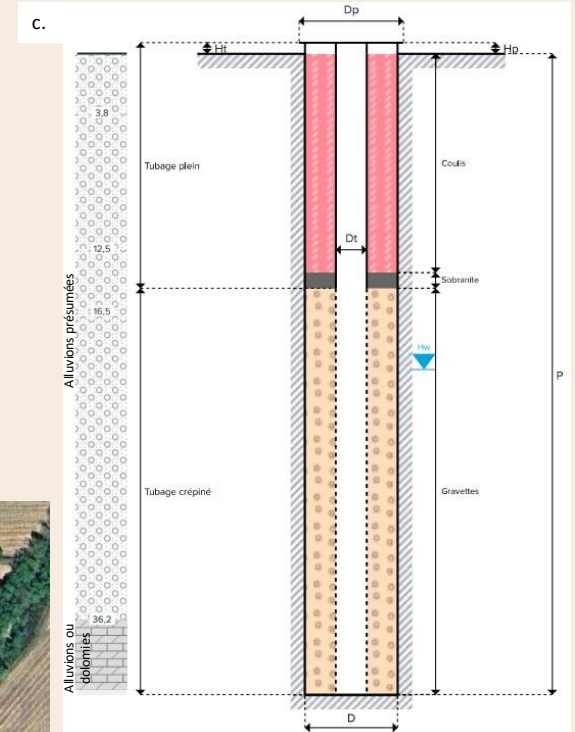 c.
Dp
Ht
Hp
3,8
Tubage plein
Coulis
12,5
Dt
Sobranite
16,5
Alluvions présumées
Hw
P
Tubage crépiné
Gravettes
36,2
Alluvions ou
dolomies
D